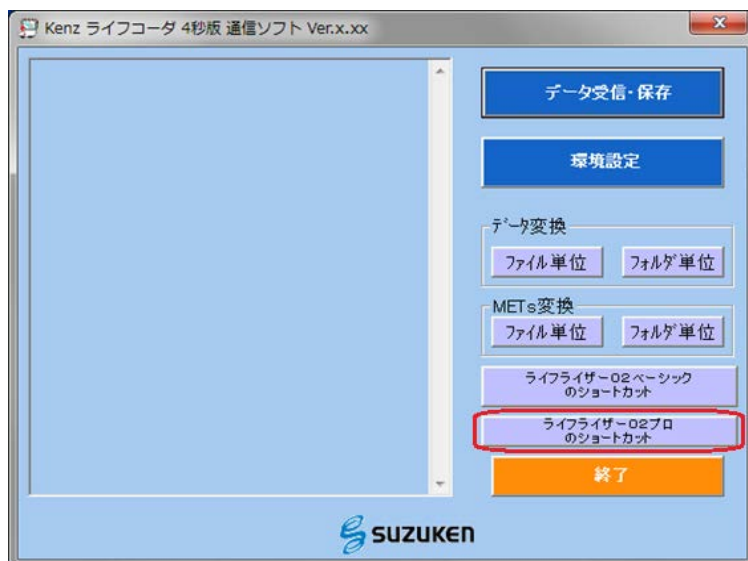 Kenz ライフコーダ 4秒版 通信ソフト Ver.x.xx
データ受信・保存
環境設定
データ変換
ファイル単位 フォルダ単位
METs変換
ファイル単位 フォルダ単位
ライフライザー02ベーシック
のショートカット
ライフライザー02プロ
のショートカット
終了
SUZUKEN